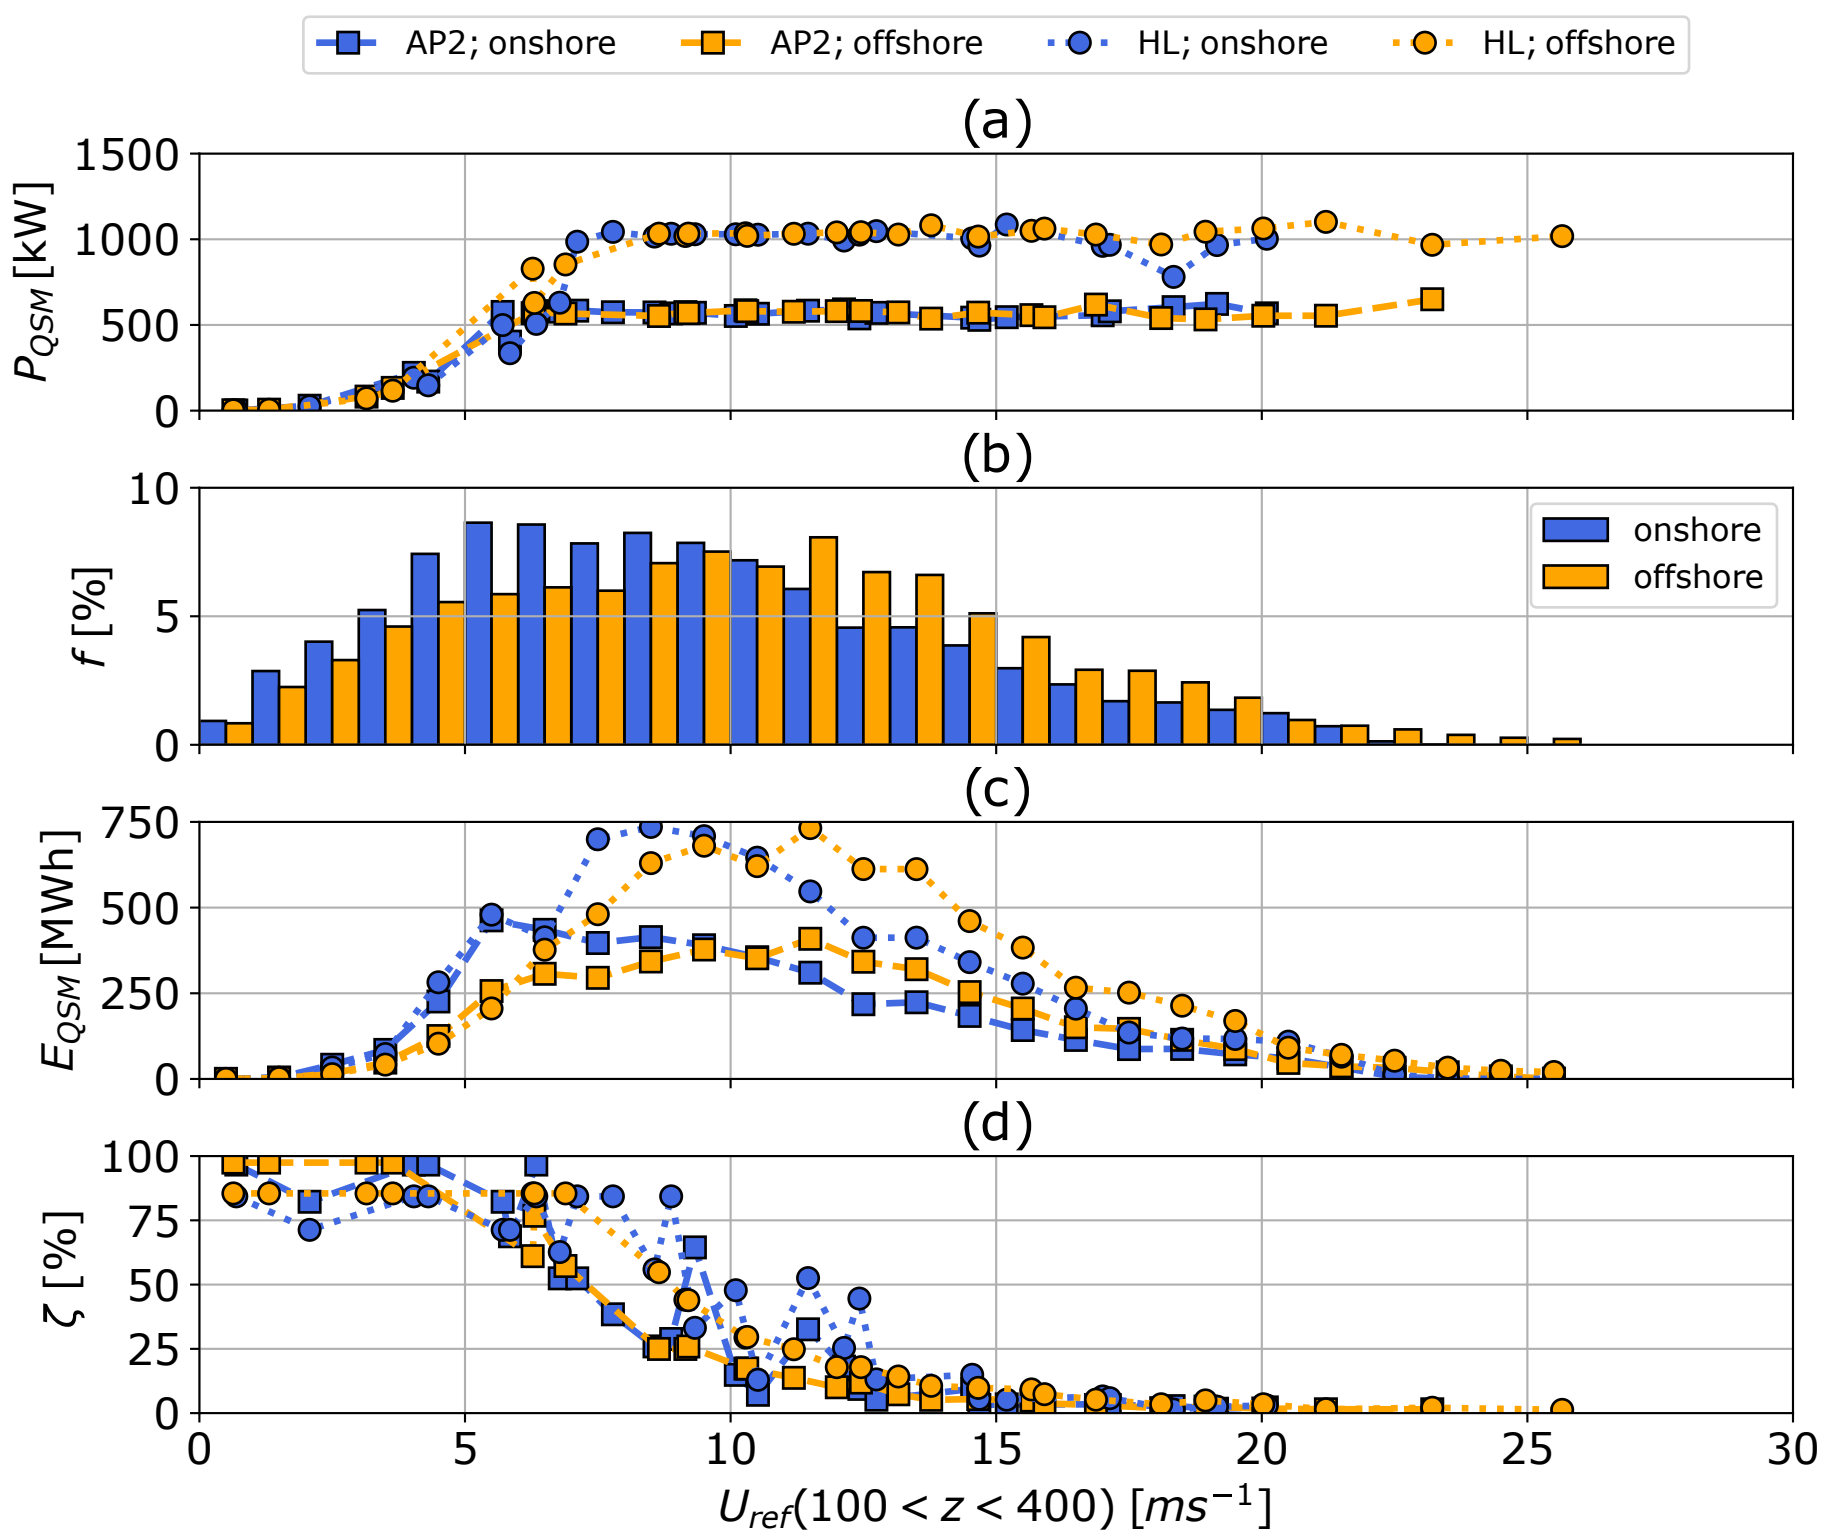 AP2; onshore AP2; offshore HL; onshore HL; offshore
(a)
1500
1000
500
0
P_QSM [kW]
(b)
10
5
0
f [%]
onshore
offshore
(c)
750
500
250
0
E_QSM [MWh]
(d)
100
75
50
25
0
ζ [%]
0 5 10 15 20 25 30
U_ref(100 < z < 400) [ms⁻¹]